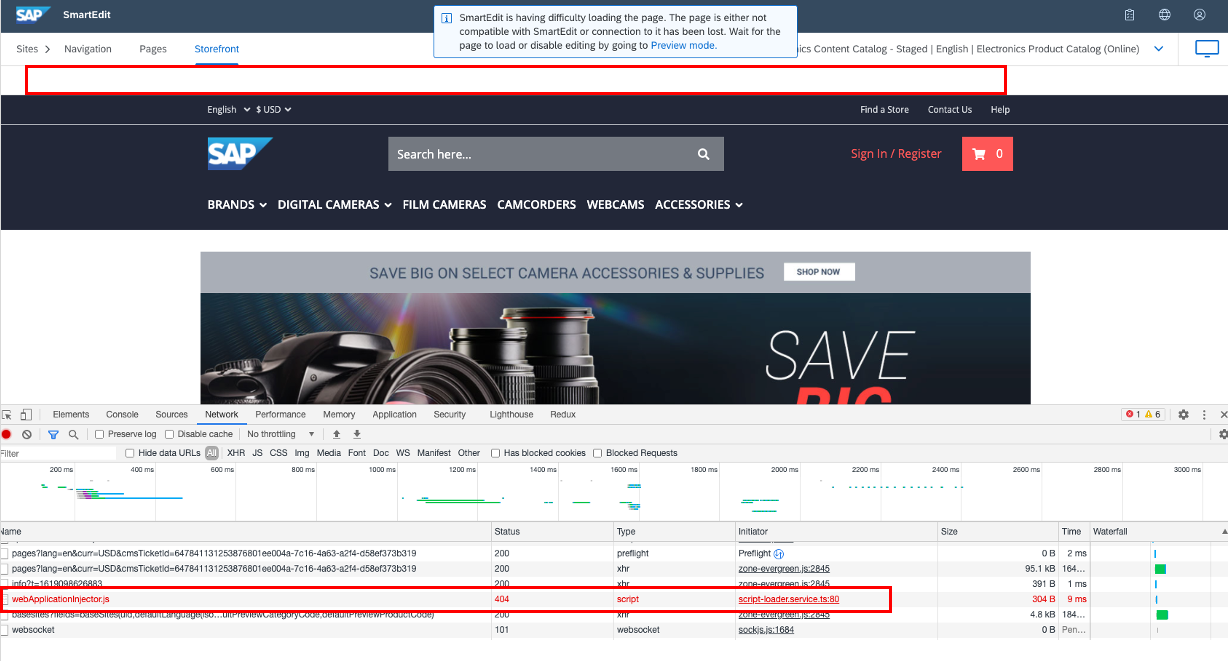 SAP SmartEdit
SmartEdit is having difficulty loading the page. The page is either not
compatible with SmartEdit or connection to it has been lost. Wait for the
page to load or disable editing by going to Preview mode.
Sites Navigation Pages Storefront
ics Content Catalog - Staged | English | Electronics Product Catalog (Online)
English $ USD Find a Store Contact Us Help
SAP Search here... Sign In / Register 0
BRANDS DIGITAL CAMERAS FILM CAMERAS CAMCORDERS WEBCAMS ACCESSORIES
SAVE BIG ON SELECT CAMERA ACCESSORIES & SUPPLIES SHOP NOW
SAVE
BIG
Elements Console Sources Network Performance Memory Application Security Lighthouse Redux 1 6
Preserve log Disable cache No throttling
Filter Hide data URLs All XHR JS CSS Img Media Font Doc WS Manifest Other Has blocked cookies Blocked Requests
200 ms 400 ms 600 ms 800 ms 1000 ms 1200 ms 1400 ms 1600 ms 1800 ms 2000 ms 2200 ms 2400 ms 2600 ms 2800 ms 3000 ms
Name Status Type Initiator Size Time Waterfall
pages?lang=en&curr=USD&cmsTicketId=647841131253876801ee004a-7c16-4a63-a2f4-d58ef373b319 200 preflight Preflight 0 B 2 ms
pages?lang=en&curr=USD&cmsTicketId=647841131253876801ee004a-7c16-4a63-a2f4-d58ef373b319 200 xhr zone-evergreen.js:2845 95.1 kB 164...
info?t=1619098626883 200 xhr zone-evergreen.js:2845 391 B 1 ms
webApplicationInjector.js 404 script script-loader.service.ts:80 304 B 9 ms
basesites?fields=baseSites(uid,defaultLanguage(iso...uitPreviewCategoryCode,defaultPreviewProductCode) 200 xhr zone-evergreen.js:2845 4.8 kB 184...
websocket 101 websocket sockjs.js:1684 0 B Pen...